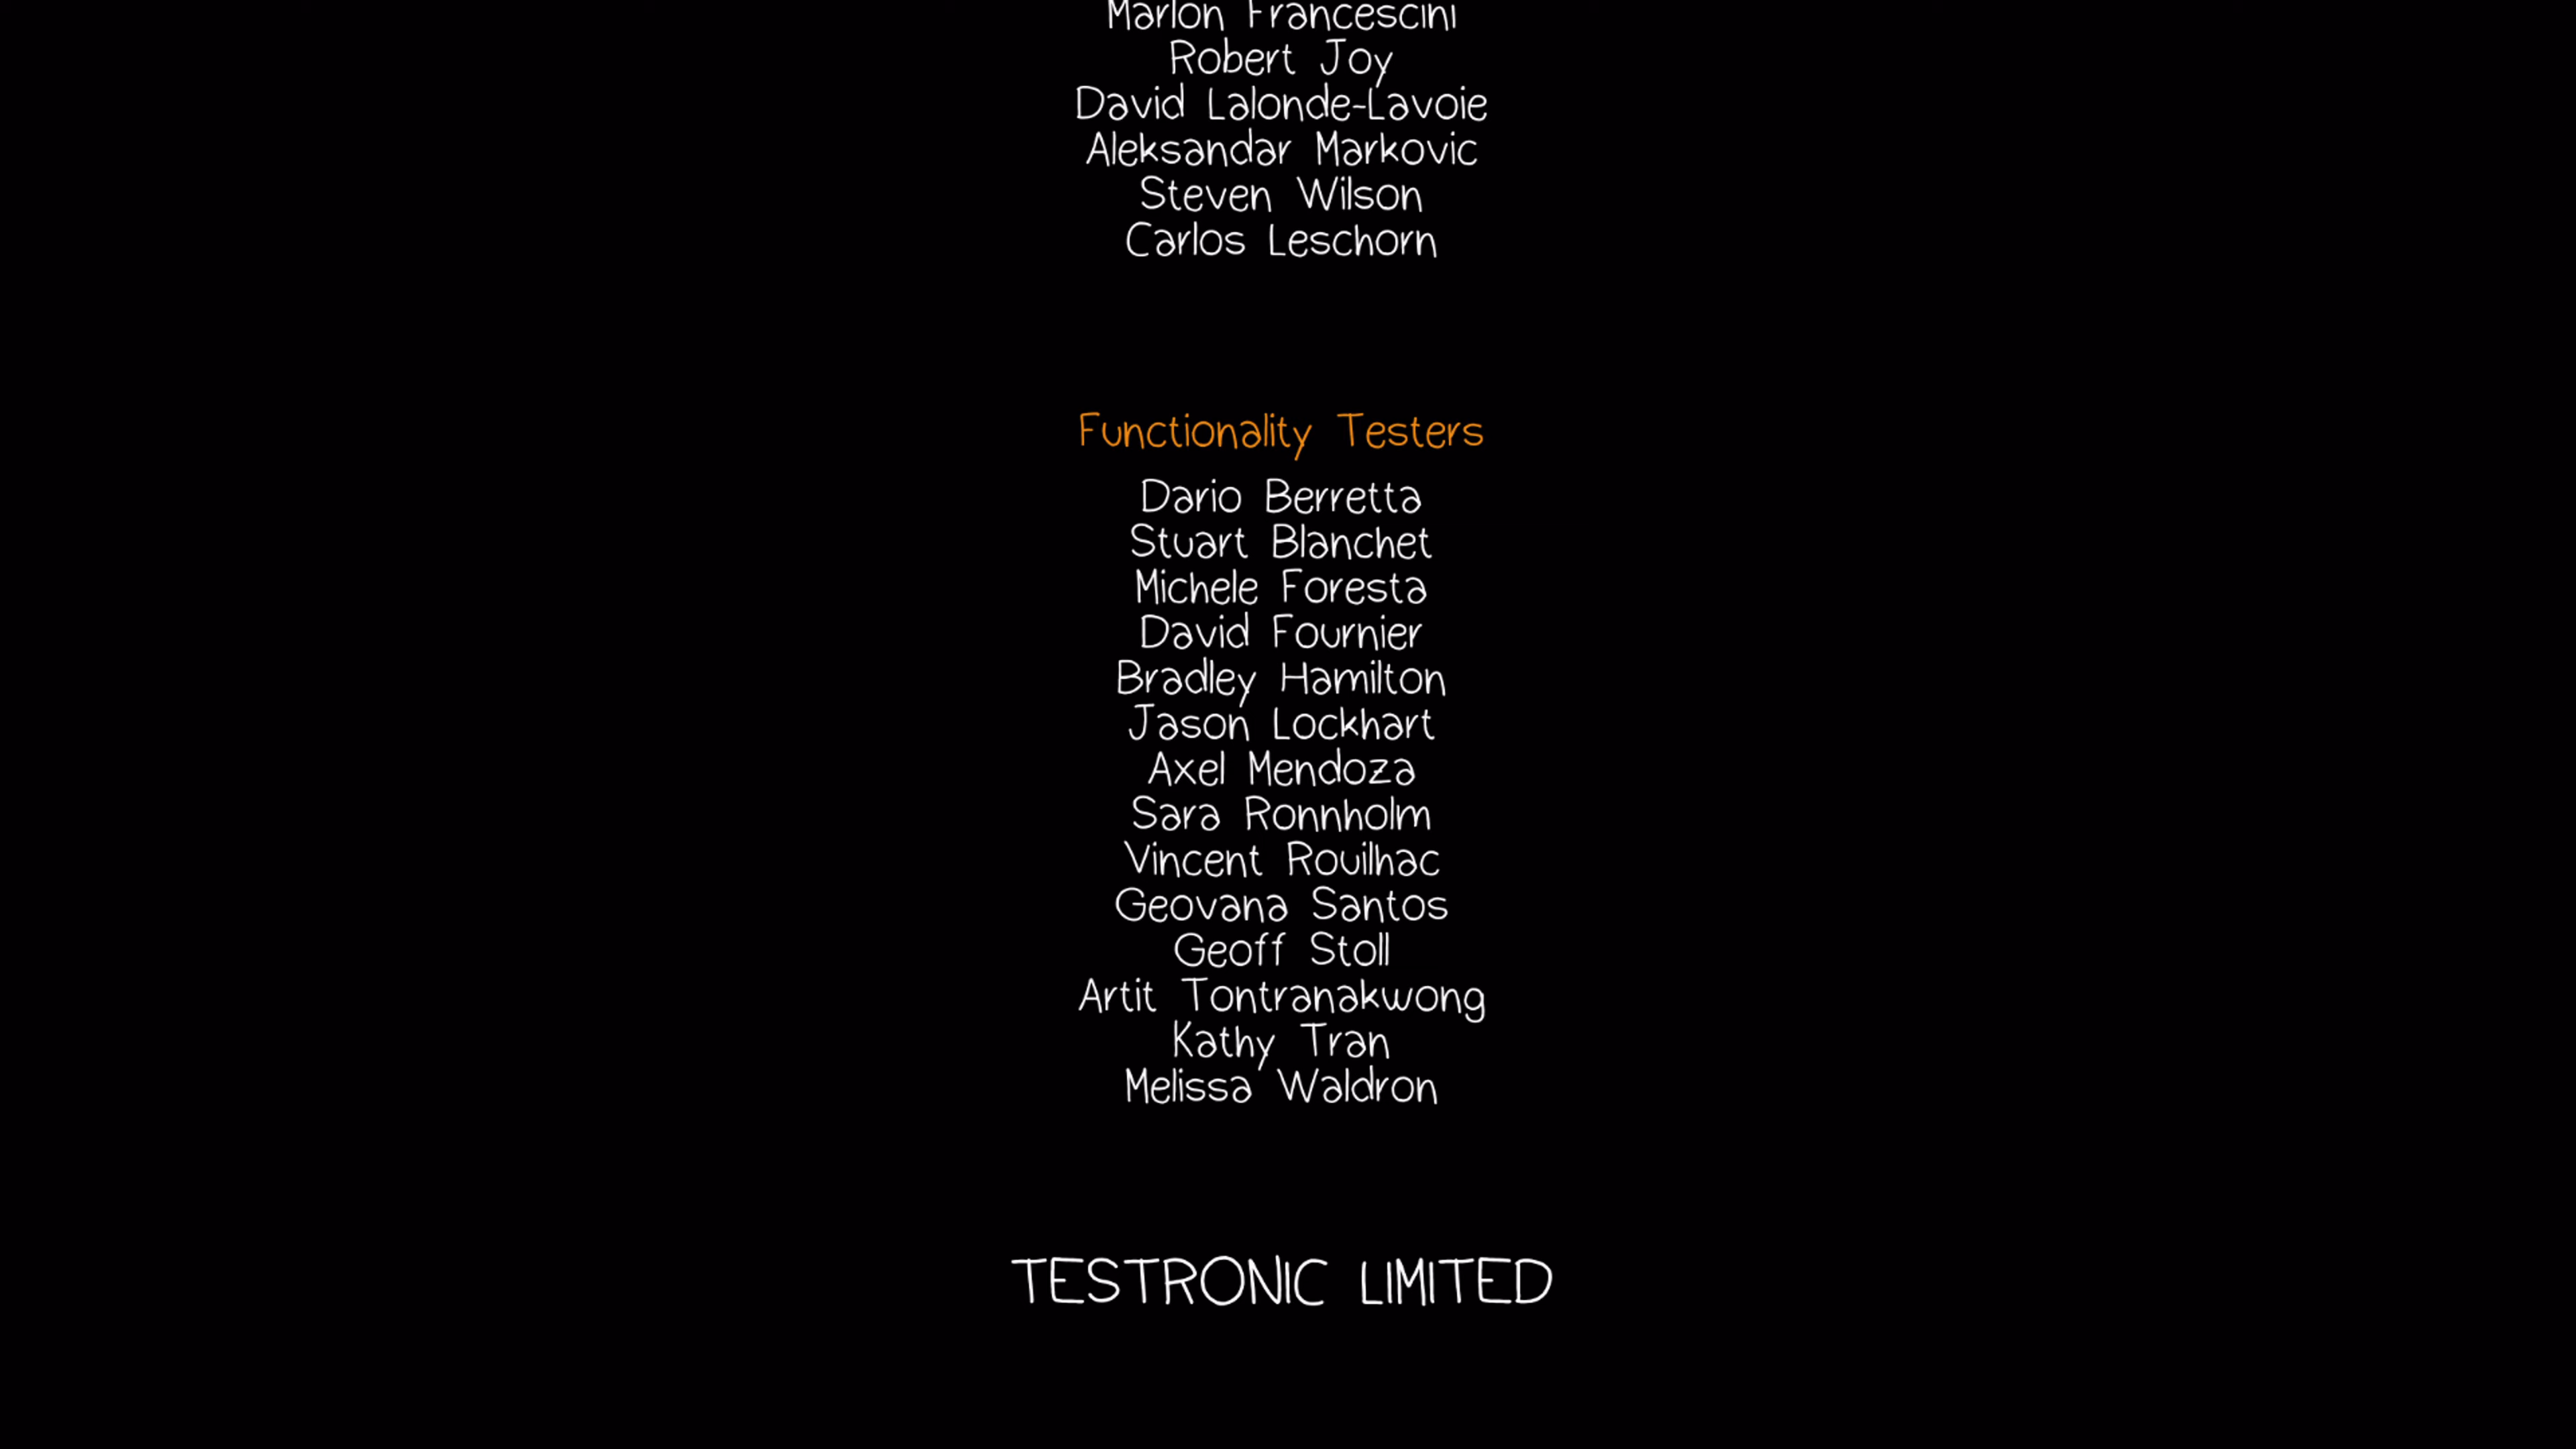 Marlon Francescini
Robert Joy
David Lalonde-Lavoie
Aleksandar Markovic
Steven Wilson
Carlos Leschorn
Functionality Testers
Dario Berretta
Stuart Blanchet
Michele Foresta
David Fournier
Bradley Hamilton
Jason Lockhart
Axel Mendoza
Sara Ronnholm
Vincent Rouilhac
Geovana Santos
Geoff Stoll
Artit Tontranakwong
Kathy Tran
Melissa Waldron
TESTRONIC LIMITED